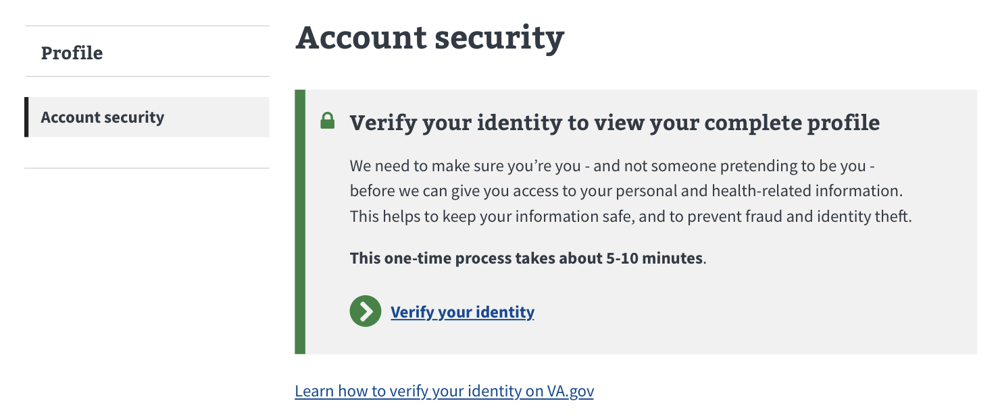 Profile
Account security
Account security
Verify your identity to view your complete profile
We need to make sure you’re you - and not someone pretending to be you -
before we can give you access to your personal and health-related information.
This helps to keep your information safe, and to prevent fraud and identity theft.
This one-time process takes about 5-10 minutes.
Verify your identity
Learn how to verify your identity on VA.gov